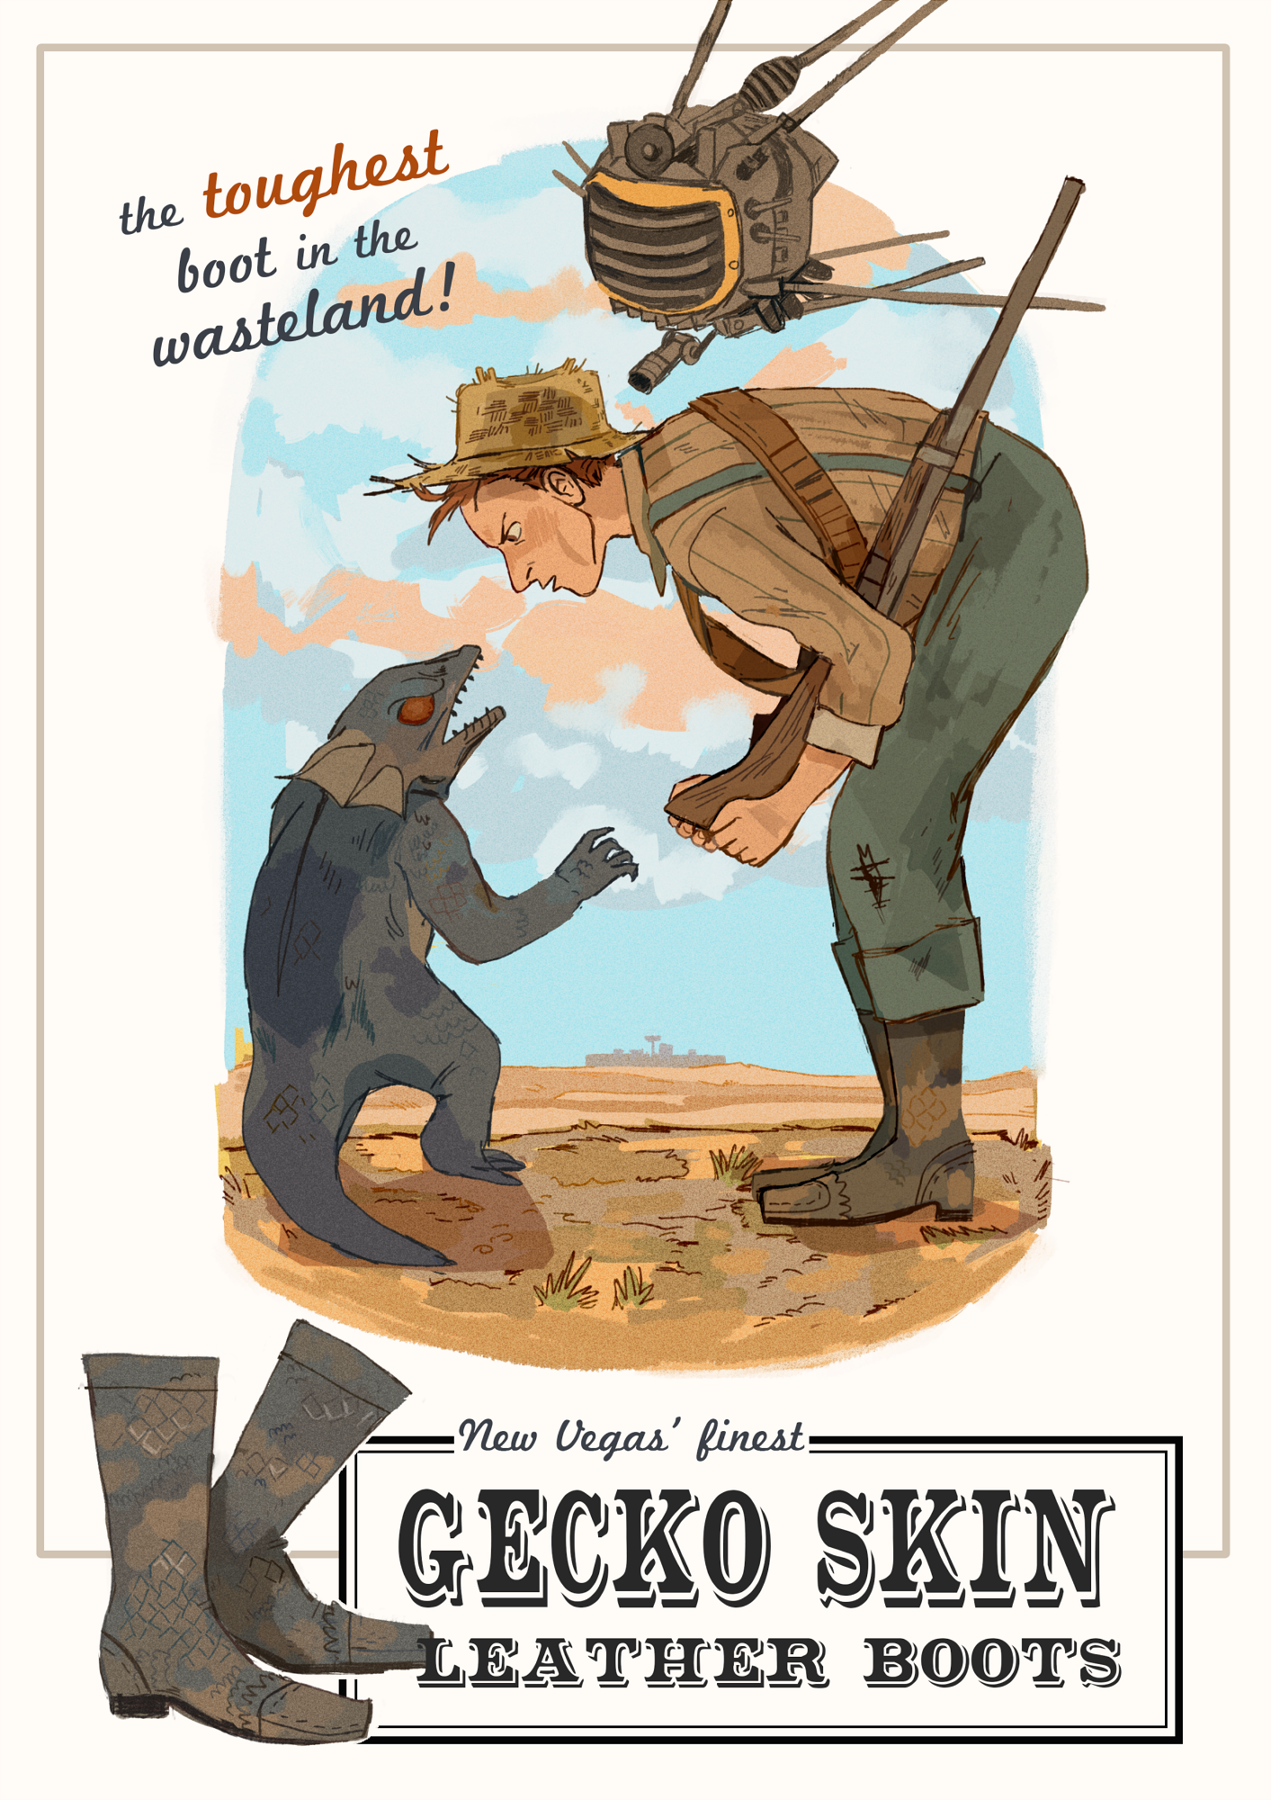 the toughest
boot in the
wasteland!
New Vegas' finest
GECKO SKIN
LEATHER BOOTS